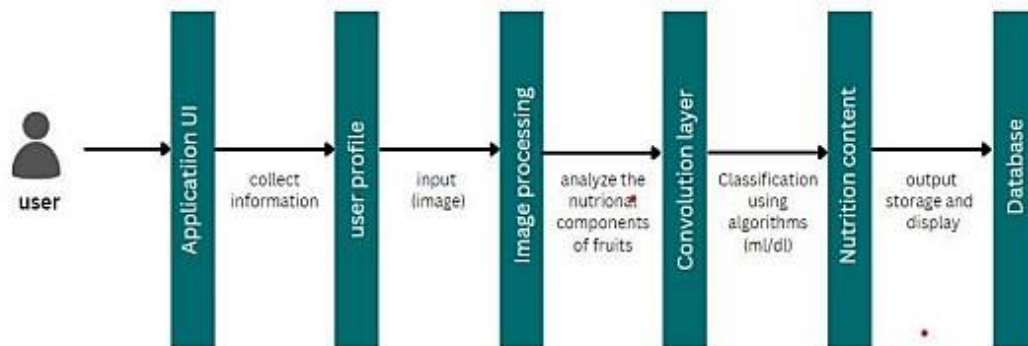 user
Applicatiion UI
collect
information
user profile
input
(image)
Image processing
analyze the
nutrional
components
of fruits
Convolution layer
Classification
using
algorithms
(ml/dl)
Nutrition content
output
storage and
display
Database